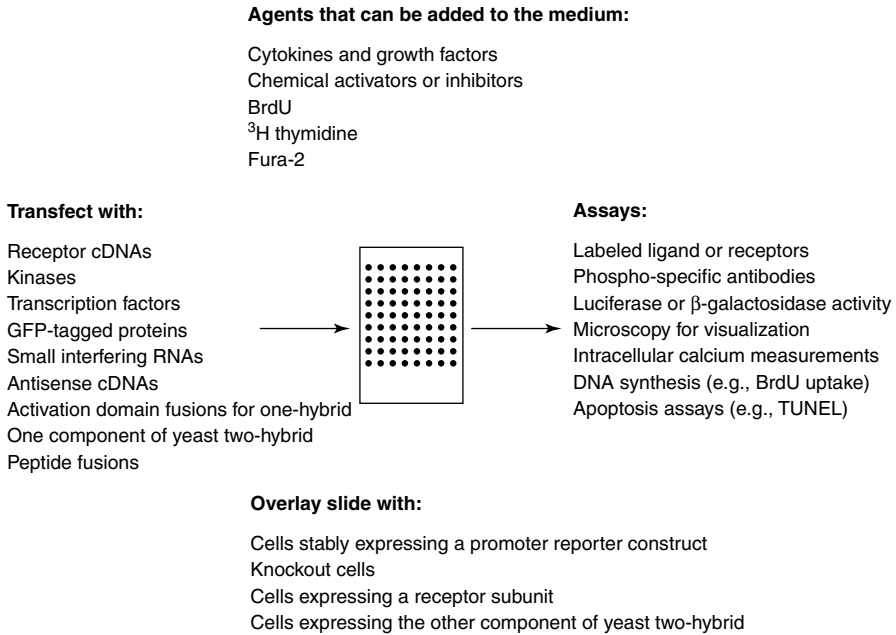 Agents that can be added to the medium:
Cytokines and growth factors
Chemical activators or inhibitors
BrdU
³H thymidine
Fura-2
Transfect with:
Receptor cDNAs
Kinases
Transcription factors
GFP-tagged proteins
Small interfering RNAs
Antisense cDNAs
Activation domain fusions for one-hybrid
One component of yeast two-hybrid
Peptide fusions
Assays:
Labeled ligand or receptors
Phospho-specific antibodies
Luciferase or β-galactosidase activity
Microscopy for visualization
Intracellular calcium measurements
DNA synthesis (e.g., BrdU uptake)
Apoptosis assays (e.g., TUNEL)
Overlay slide with:
Cells stably expressing a promoter reporter construct
Knockout cells
Cells expressing a receptor subunit
Cells expressing the other component of yeast two-hybrid